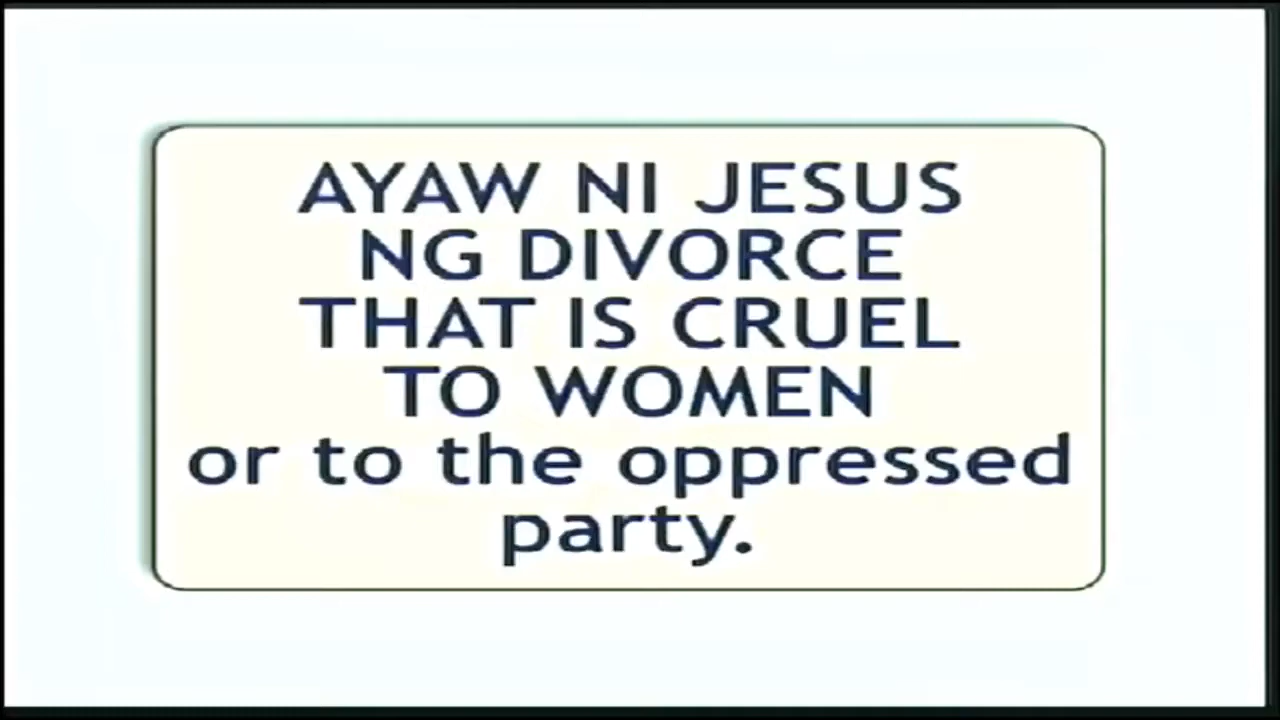 AYAW NI JESUS
NG DIVORCE
THAT IS CRUEL
TO WOMEN
or to the oppressed
party.